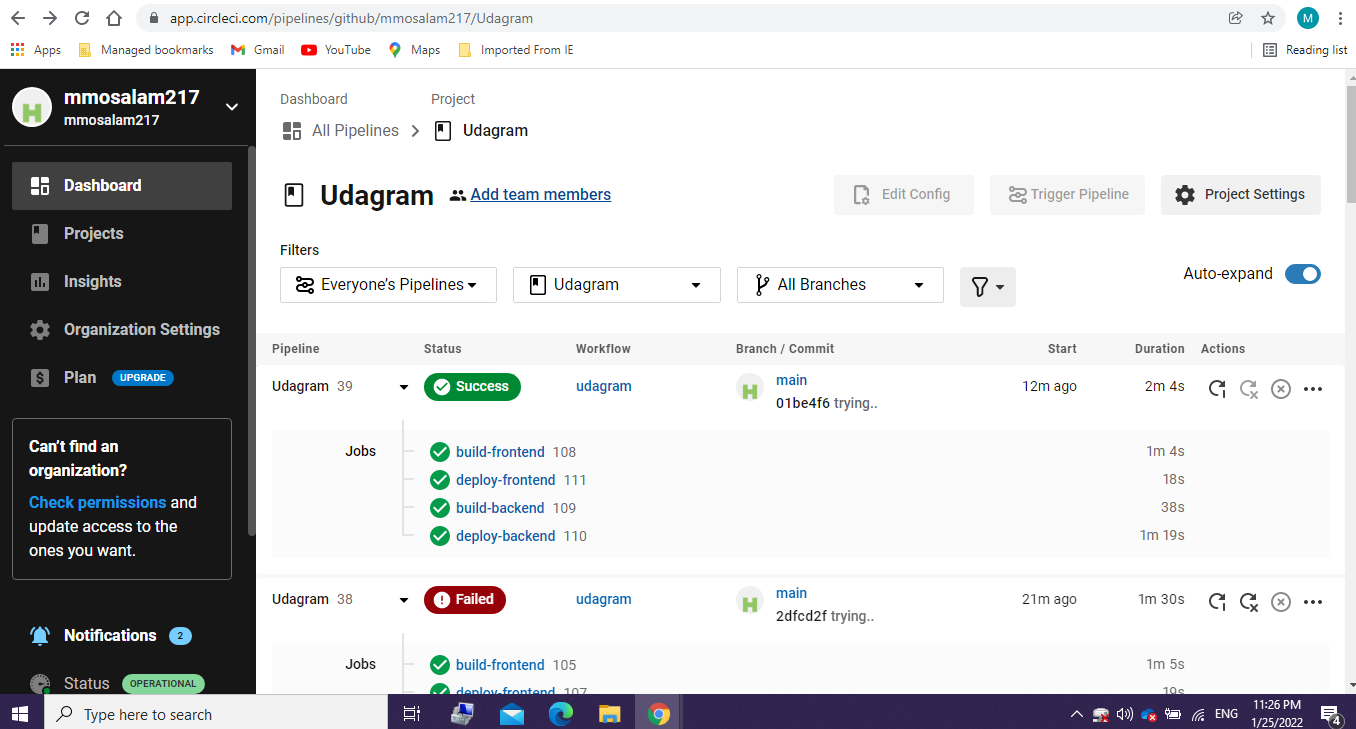 app.circleci.com/pipelines/github/mmosalam217/Udagram
M
Apps Managed bookmarks Gmail YouTube Maps Imported From IE Reading list
mmosalam217
mmosalam217
Dashboard
Projects
Insights
Organization Settings
Plan UPGRADE
Can't find an
organization?
Check permissions and
update access to the
ones you want.
Notifications 2
Status OPERATIONAL
Dashboard Project
All Pipelines Udagram
Udagram Add team members Edit Config Trigger Pipeline Project Settings
Filters
Everyone's Pipelines Udagram All Branches Auto-expand
Pipeline Status Workflow Branch / Commit Start Duration Actions
Udagram 39 Success udagram main 12m ago 2m 4s
01be4f6 trying..
Jobs build-frontend 108 1m 4s
deploy-frontend 111 18s
build-backend 109 38s
deploy-backend 110 1m 19s
Udagram 38 Failed udagram main 21m ago 1m 30s
2dfcd2f trying..
Jobs build-frontend 105 1m 5s
deploy-frontend 107 19s
Type here to search ENG 11:26 PM
1/25/2022 4